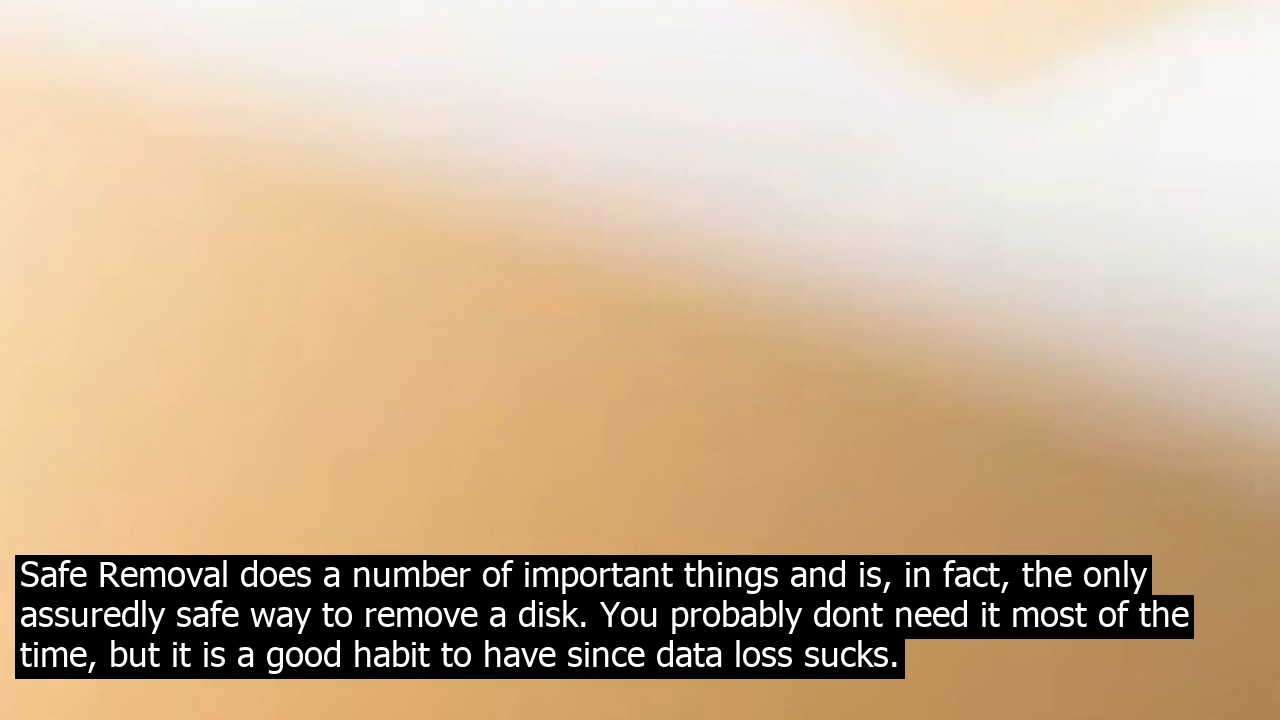 Safe Removal does a number of important things and is, in fact, the only
assuredly safe way to remove a disk. You probably dont need it most of the
time, but it is a good habit to have since data loss sucks.